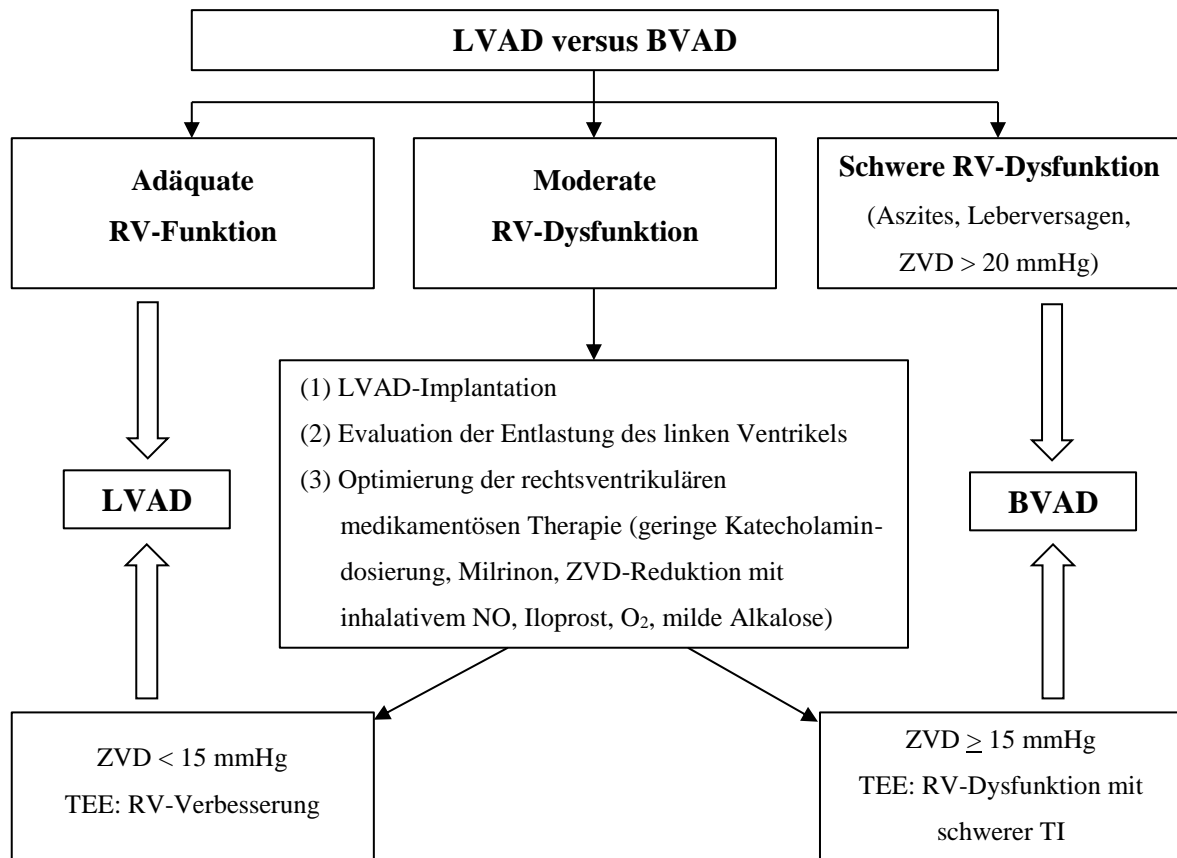 LVAD versus BVAD
Adäquate
RV-Funktion
Moderate
RV-Dysfunktion
Schwere RV-Dysfunktion
(Aszites, Leberversagen,
ZVD > 20 mmHg)
(1) LVAD-Implantation
(2) Evaluation der Entlastung des linken Ventrikels
(3) Optimierung der rechtsventrikulären
medikamentösen Therapie (geringe Katecholamin-
dosierung, Milrinon, ZVD-Reduktion mit
inhalativem NO, Iloprost, O₂, milde Alkalose)
LVAD
BVAD
ZVD < 15 mmHg
TEE: RV-Verbesserung
ZVD ≥ 15 mmHg
TEE: RV-Dysfunktion mit
schwerer TI